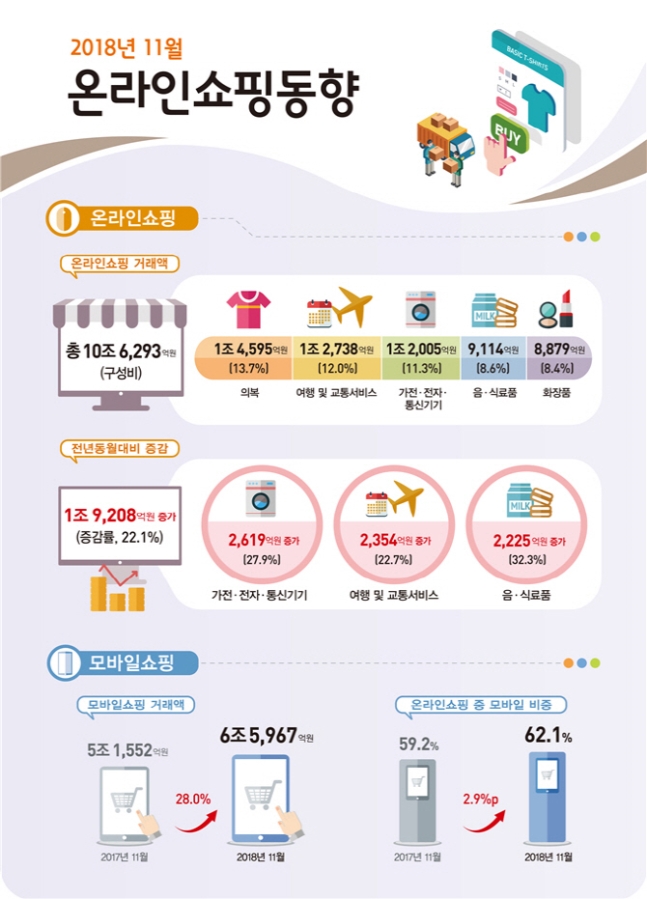 2018년 11월
온라인쇼핑동향
BASIC T-SHIRTS
BUY
온라인쇼핑
온라인쇼핑 거래액
총 10조 6,293억원
(구성비)
MILK
1조 4,595억원 1조 2,738억원 1조 2,005억원 9,114억원 8,879억원
(13.7%) (12.0%) (11.3%) (8.6%) (8.4%)
의복 여행 및 교통서비스 가전·전자· 음·식료품 화장품
통신기기
전년동월대비 증감
1조 9,208억원 증가
(증감률, 22.1%)
MILK
2,619억원 증가 2,354억원 증가 2,225억원 증가
(27.9%) (22.7%) (32.3%)
가전·전자·통신기기 여행 및 교통서비스 음·식료품
모바일쇼핑
모바일쇼핑 거래액
5조 1,552억원
6조 5,967억원
28.0%
2017년 11월 2018년 11월
온라인쇼핑 중 모바일 비중
59.2%
62.1%
2.9%p
2017년 11월 2018년 11월